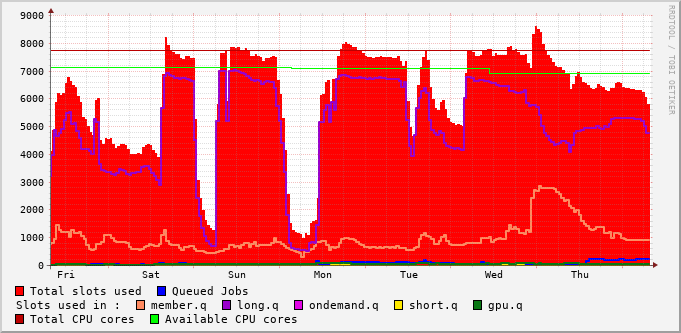 9000
8000
7000
6000
5000
4000
3000
2000
1000
0
Fri Sat Sun Mon Tue Wed Thu
RRDTOOL / TOBI OETIKER
Total slots used Queued Jobs
Slots used in : member.q long.q ondemand.q short.q gpu.q
Total CPU cores Available CPU cores